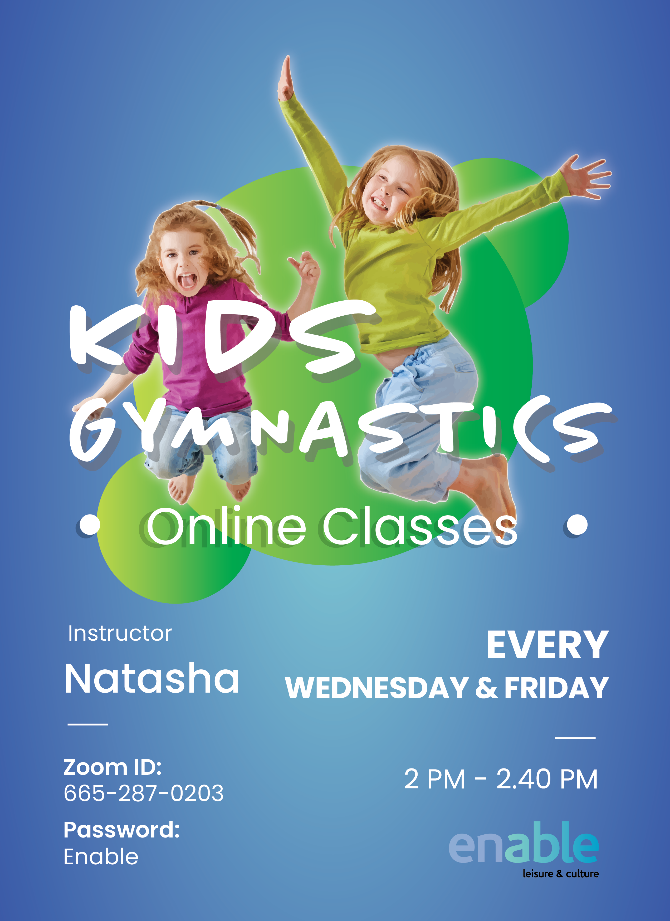 KIDS
GYMNASTICS
• Online Classes •
Instructor
Natasha
Zoom ID:
665-287-0203
Password:
Enable
EVERY
WEDNESDAY & FRIDAY
2 PM - 2.40 PM
enable
leisure & culture